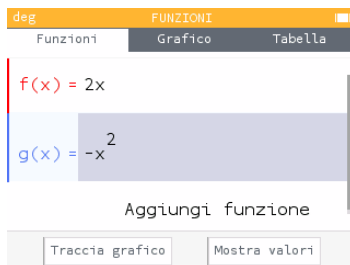 deg FUNZIONI
Funzioni Grafico Tabella
f(x) = 2x
g(x) = -x²
Aggiungi funzione
Traccia grafico Mostra valori